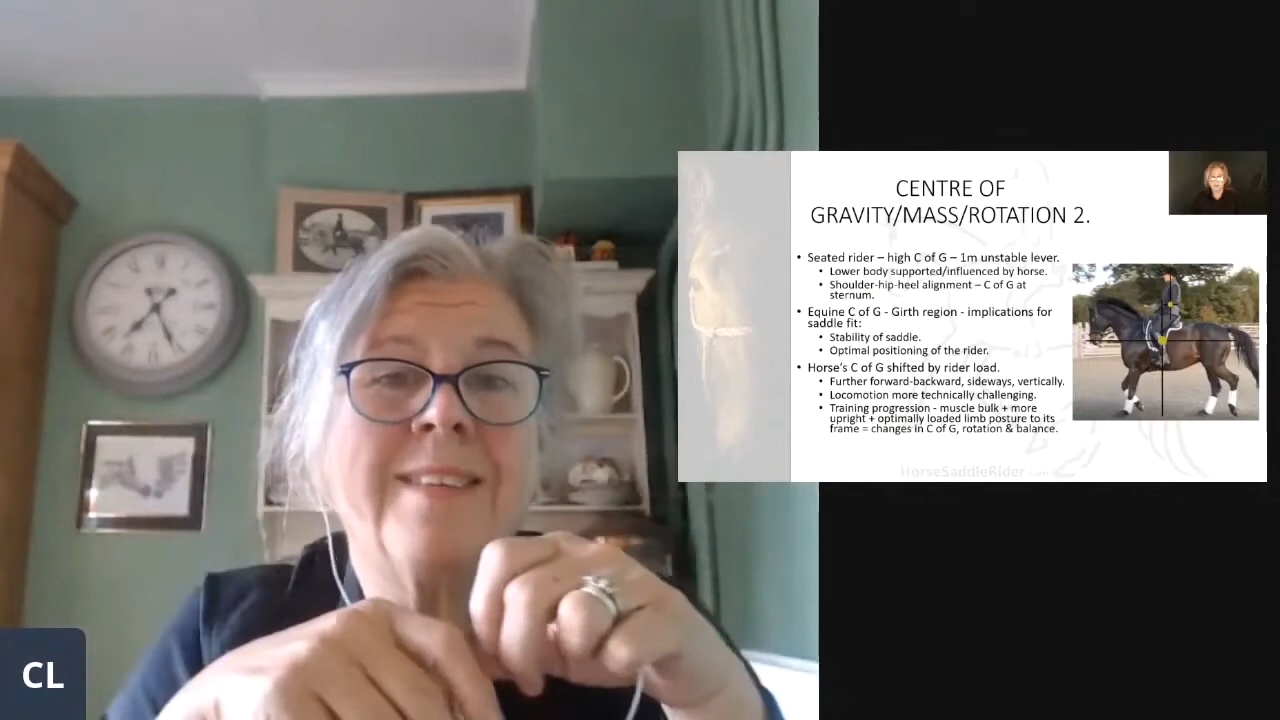 CENTRE OF
GRAVITY/MASS/ROTATION 2.
• Seated rider – high C of G – 1m unstable lever.
• Lower body supported/influenced by horse.
• Shoulder-hip-heel alignment – C of G at
sternum.
• Equine C of G - Girth region - implications for
saddle fit:
• Stability of saddle.
• Optimal positioning of the rider.
• Horse's C of G shifted by rider load.
• Further forward-backward, sideways, vertically.
• Locomotion more technically challenging.
• Training progression - muscle bulk + more
upright + optimally loaded limb posture to its
frame = changes in C of G, rotation & balance.
HorseSaddleRider.com
CL